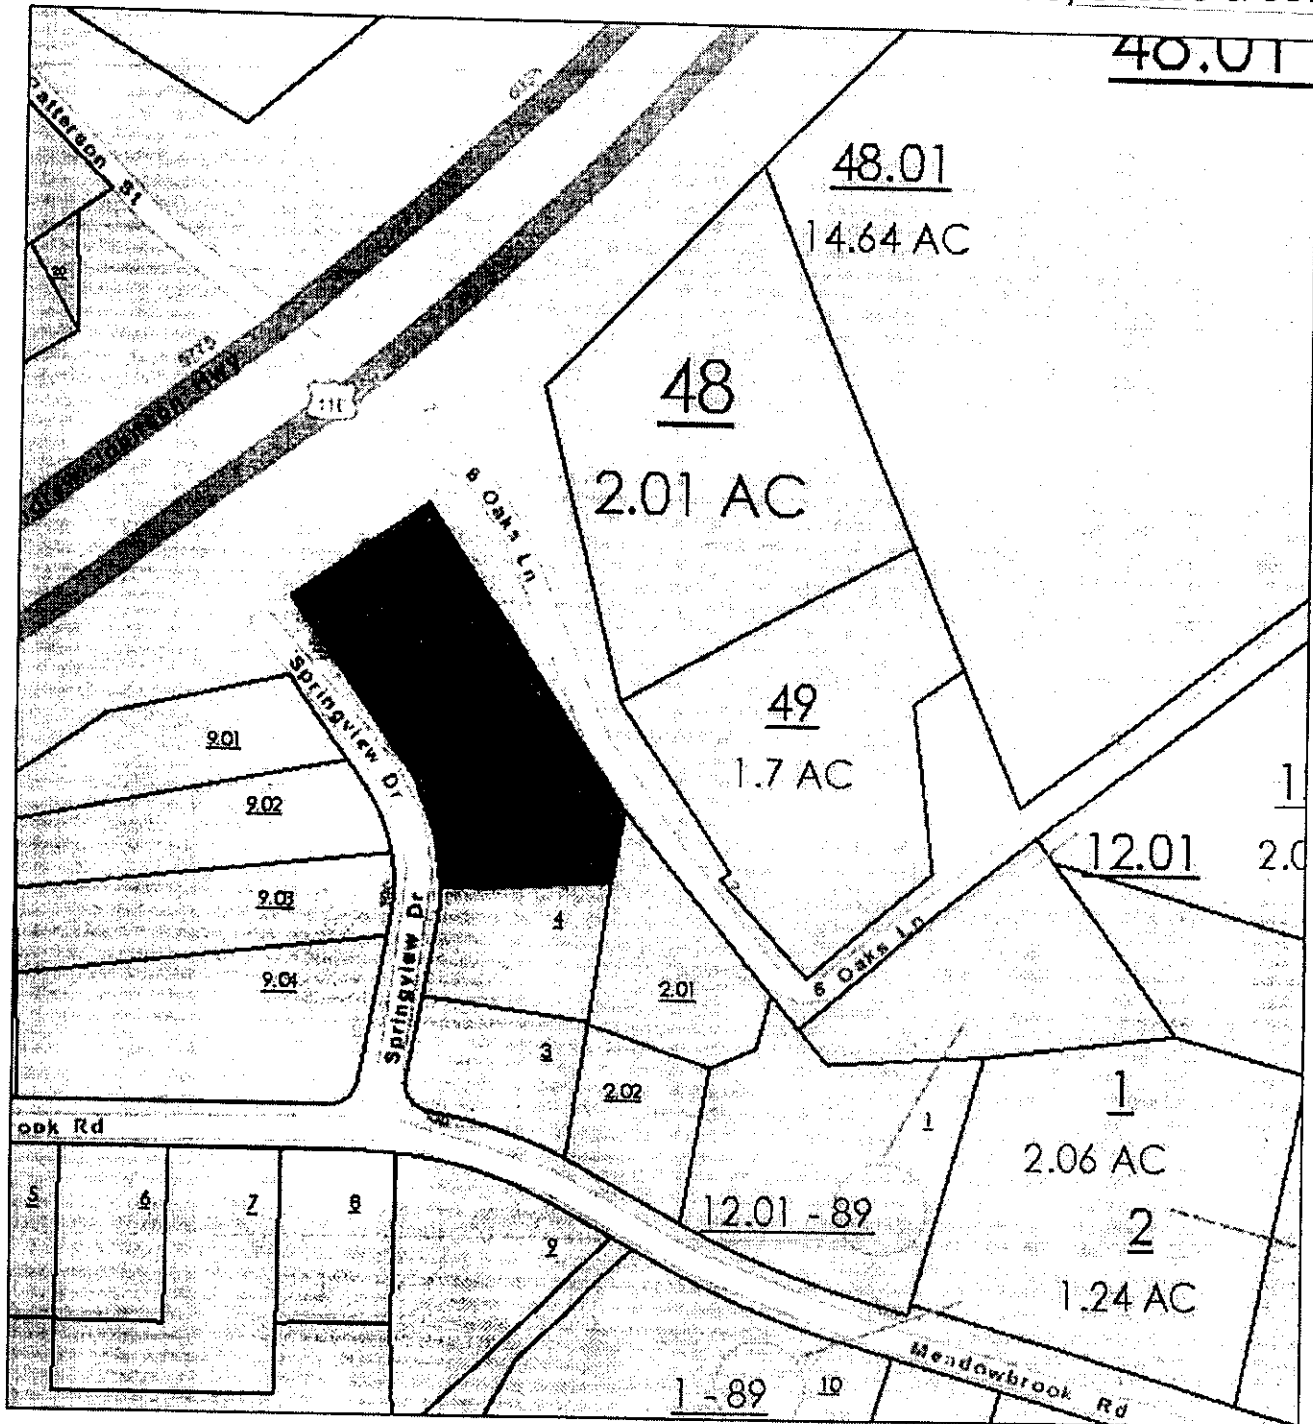 48.01
48.01
14.64 AC
Patterson St
48
2.01 AC
6 Oaks Ln
49
1.7 AC
Springview Dr
9.01
9.02
9.03
9.04
Springview Dr
4
3
2.01
2.02
6 Oaks Ln
12.01
1
1
2.06 AC
2
1.24 AC
12.01 - 89
ook Rd
5
6
7
8
9
10
1 - 89
Meadowbrook Rd